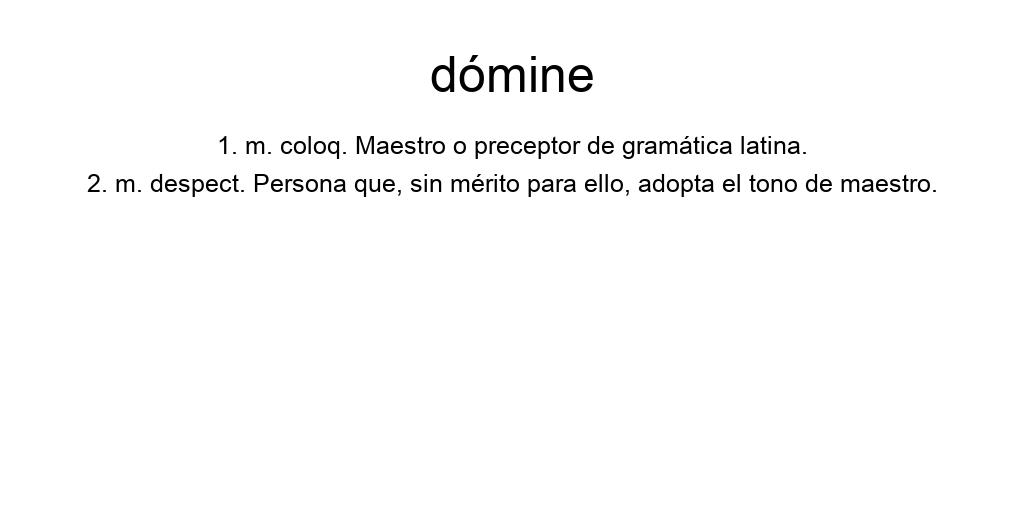 dómine
1. m. coloq. Maestro o preceptor de gramática latina.
2. m. despect. Persona que, sin mérito para ello, adopta el tono de maestro.